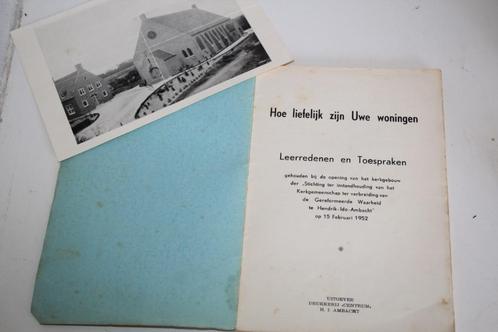 Hoe liefelijk zijn Uwe woningen
Leerredenen en Toespraken
gehouden bij de opening van het kerkgebouw
der „Stichting ter instandhouding van het
Kerkgemeenschap ter verbreiding van
de Gereformeerde Waarheid
te Hendrik-Ido-Ambacht"
op 15 Februari 1952
UITGEVER
DRUKKERIJ „CENTRUM„
H. I. AMBACHT